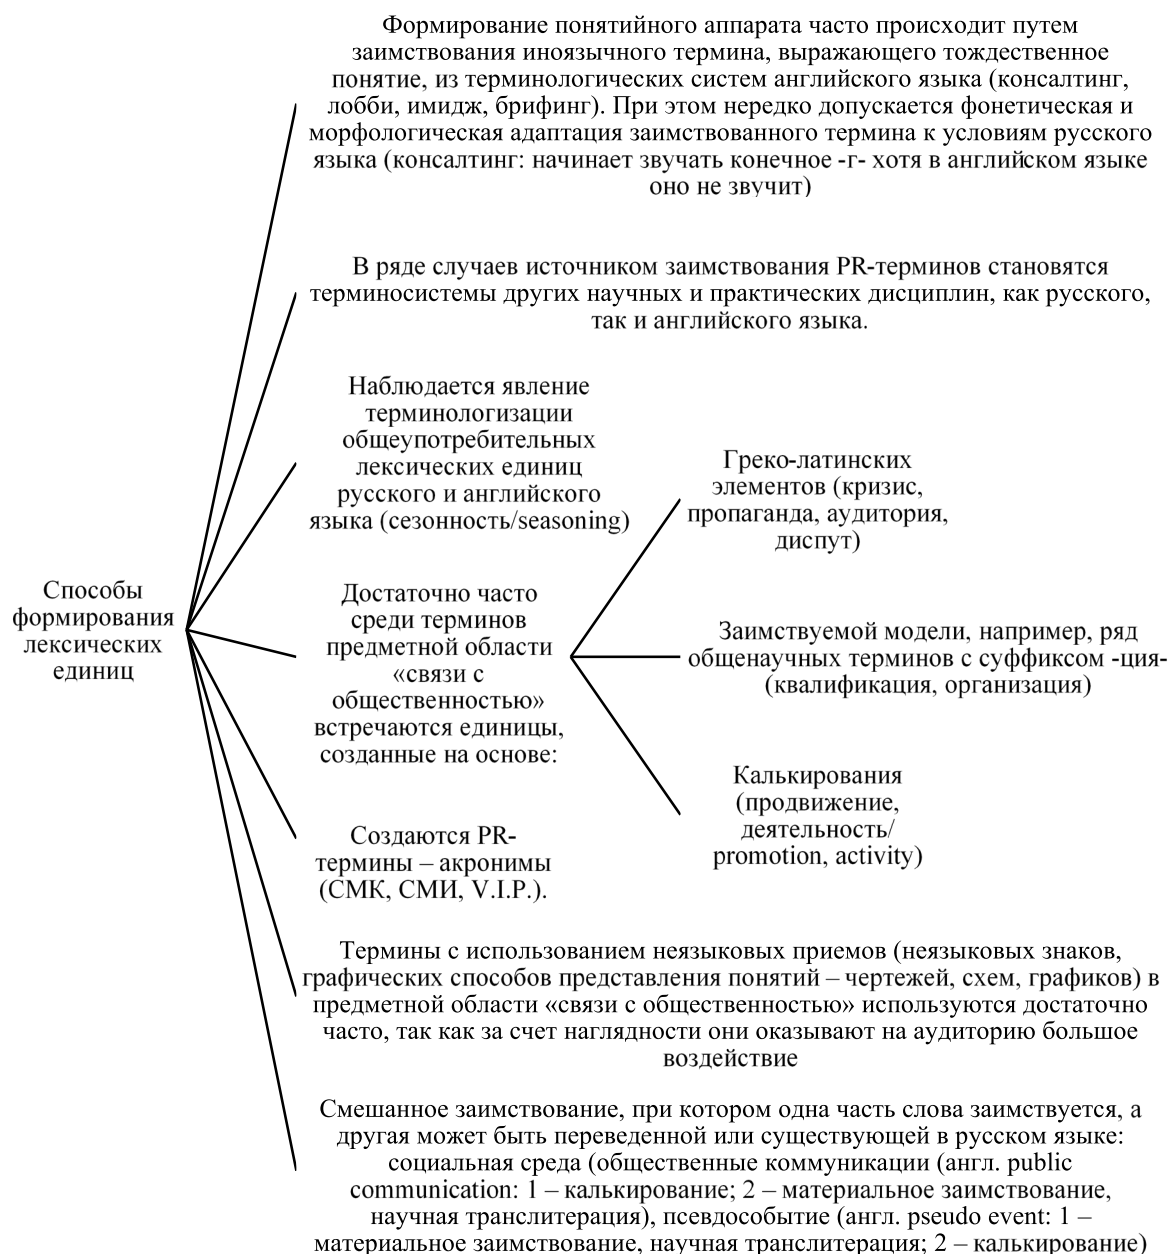 Формирование понятийного аппарата часто происходит путем
заимствования иноязычного термина, выражающего тождественное
понятие, из терминологических систем английского языка (консалтинг,
лобби, имидж, брифинг). При этом нередко допускается фонетическая и
морфологическая адаптация заимствованного термина к условиям русского
языка (консалтинг: начинает звучать конечное -г- хотя в английском языке
оно не звучит)
В ряде случаев источником заимствования PR-терминов становятся
терминосистемы других научных и практических дисциплин, как русского,
так и английского языка.
Наблюдается явление
терминологизации
общеупотребительных
лексических единиц
русского и английского
языка (сезонность/seasoning)
Способы
формирования
лексических
единиц
Достаточно часто
среди терминов
предметной области
«связи с
общественностью»
встречаются единицы,
созданные на основе:
Греко-латинских
элементов (кризис,
пропаганда, аудитория,
диспут)
Заимствуемой модели, например, ряд
общенаучных терминов с суффиксом -ция-
(квалификация, организация)
Калькирования
(продвижение,
деятельность/
promotion, activity)
Создаются PR-
термины – акронимы
(СМК, СМИ, V.I.P.).
Термины с использованием неязыковых приемов (неязыковых знаков,
графических способов представления понятий – чертежей, схем, графиков) в
предметной области «связи с общественностью» используются достаточно
часто, так как за счет наглядности они оказывают на аудиторию большое
воздействие
Смешанное заимствование, при котором одна часть слова заимствуется, а
другая может быть переведенной или существующей в русском языке:
социальная среда (общественные коммуникации (англ. public
communication: 1 – калькирование; 2 – материальное заимствование,
научная транслитерация), псевдособытие (англ. pseudo event: 1 –
материальное заимствование, научная транслитерация; 2 – калькирование)